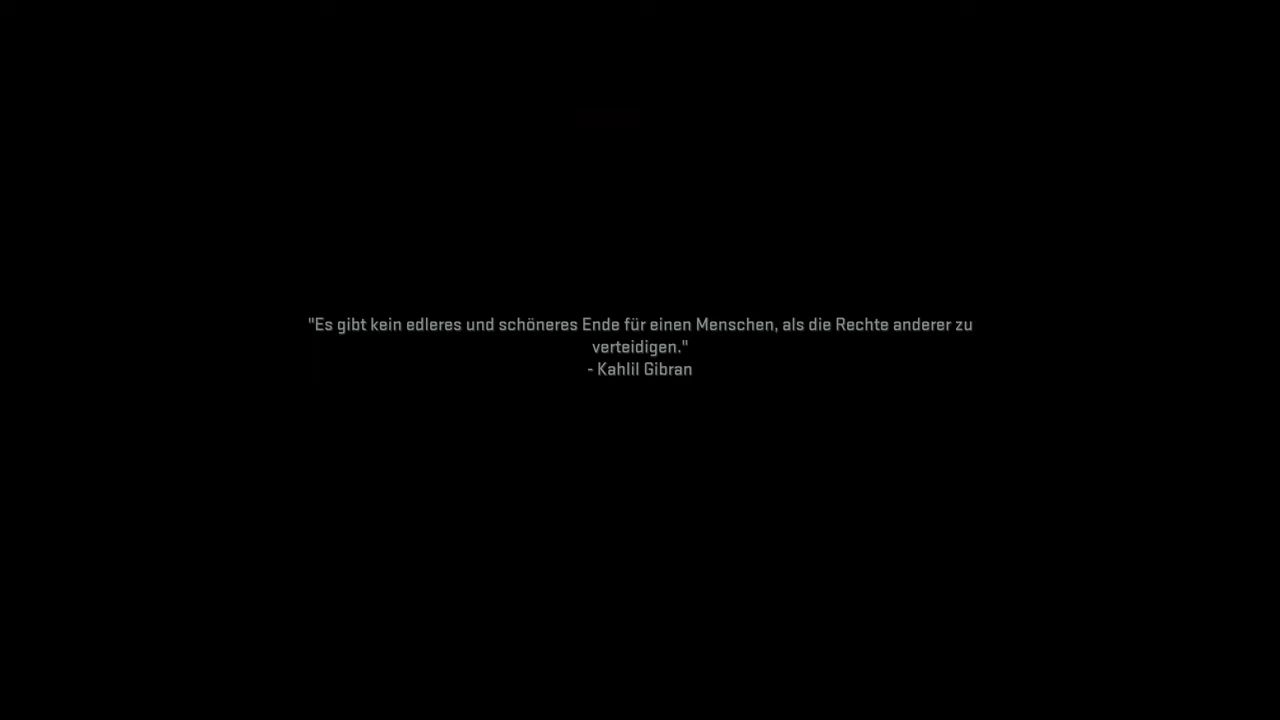 "Es gibt kein edleres und schöneres Ende für einen Menschen, als die Rechte anderer zu
verteidigen."
- Kahlil Gibran